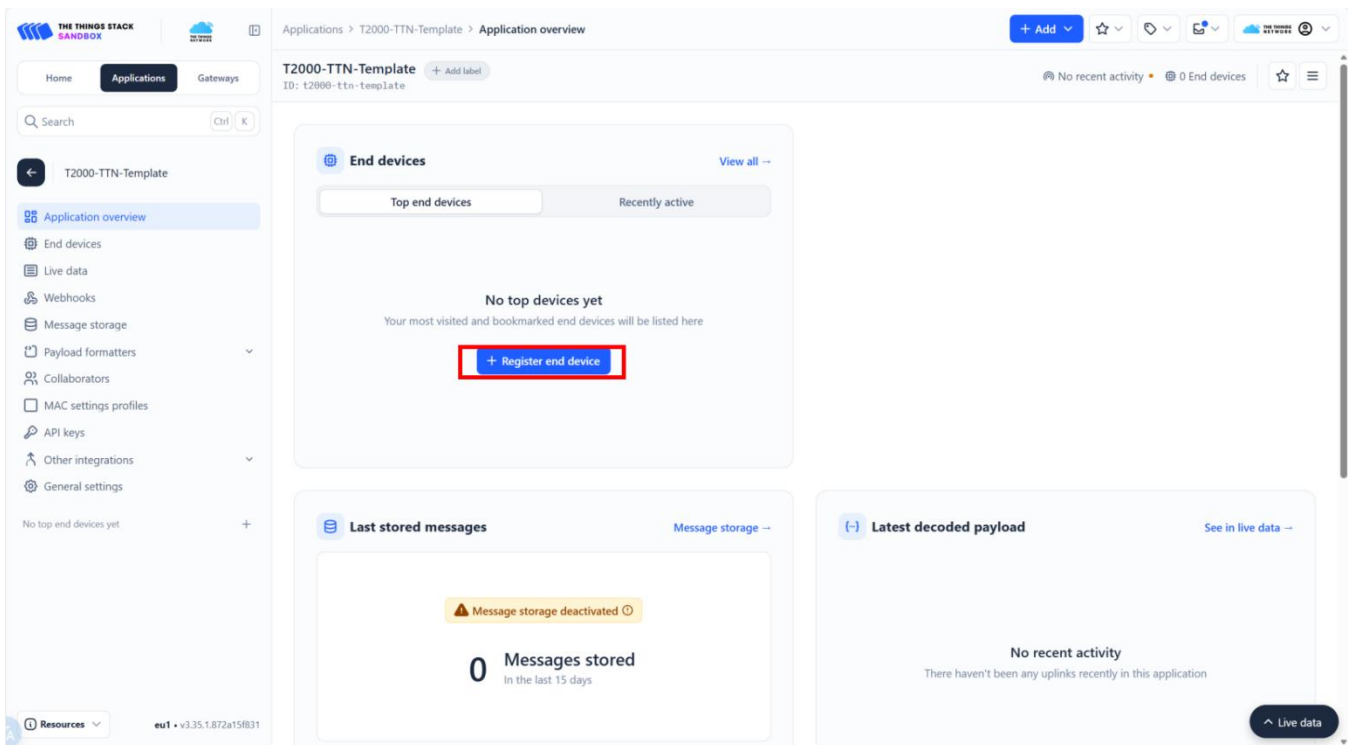 THE THINGS STACK
SANDBOX
THE THINGS
NETWORK
Applications > T2000-TTN-Template > Application overview
+ Add
THE THINGS
NETWORK
Home Applications Gateways
T2000-TTN-Template + Add label
ID: t2000-ttn-template
No recent activity • 0 End devices
Search Ctrl K
T2000-TTN-Template
Application overview
End devices
Live data
Webhooks
Message storage
Payload formatters
Collaborators
MAC settings profiles
API keys
Other integrations
General settings
No top end devices yet +
End devices View all →
Top end devices Recently active
No top devices yet
Your most visited and bookmarked end devices will be listed here
+ Register end device
Last stored messages Message storage →
Message storage deactivated
0 Messages stored
In the last 15 days
Latest decoded payload See in live data →
No recent activity
There haven't been any uplinks recently in this application
Resources eu1 • v3.35.1.872a15f831
Live data